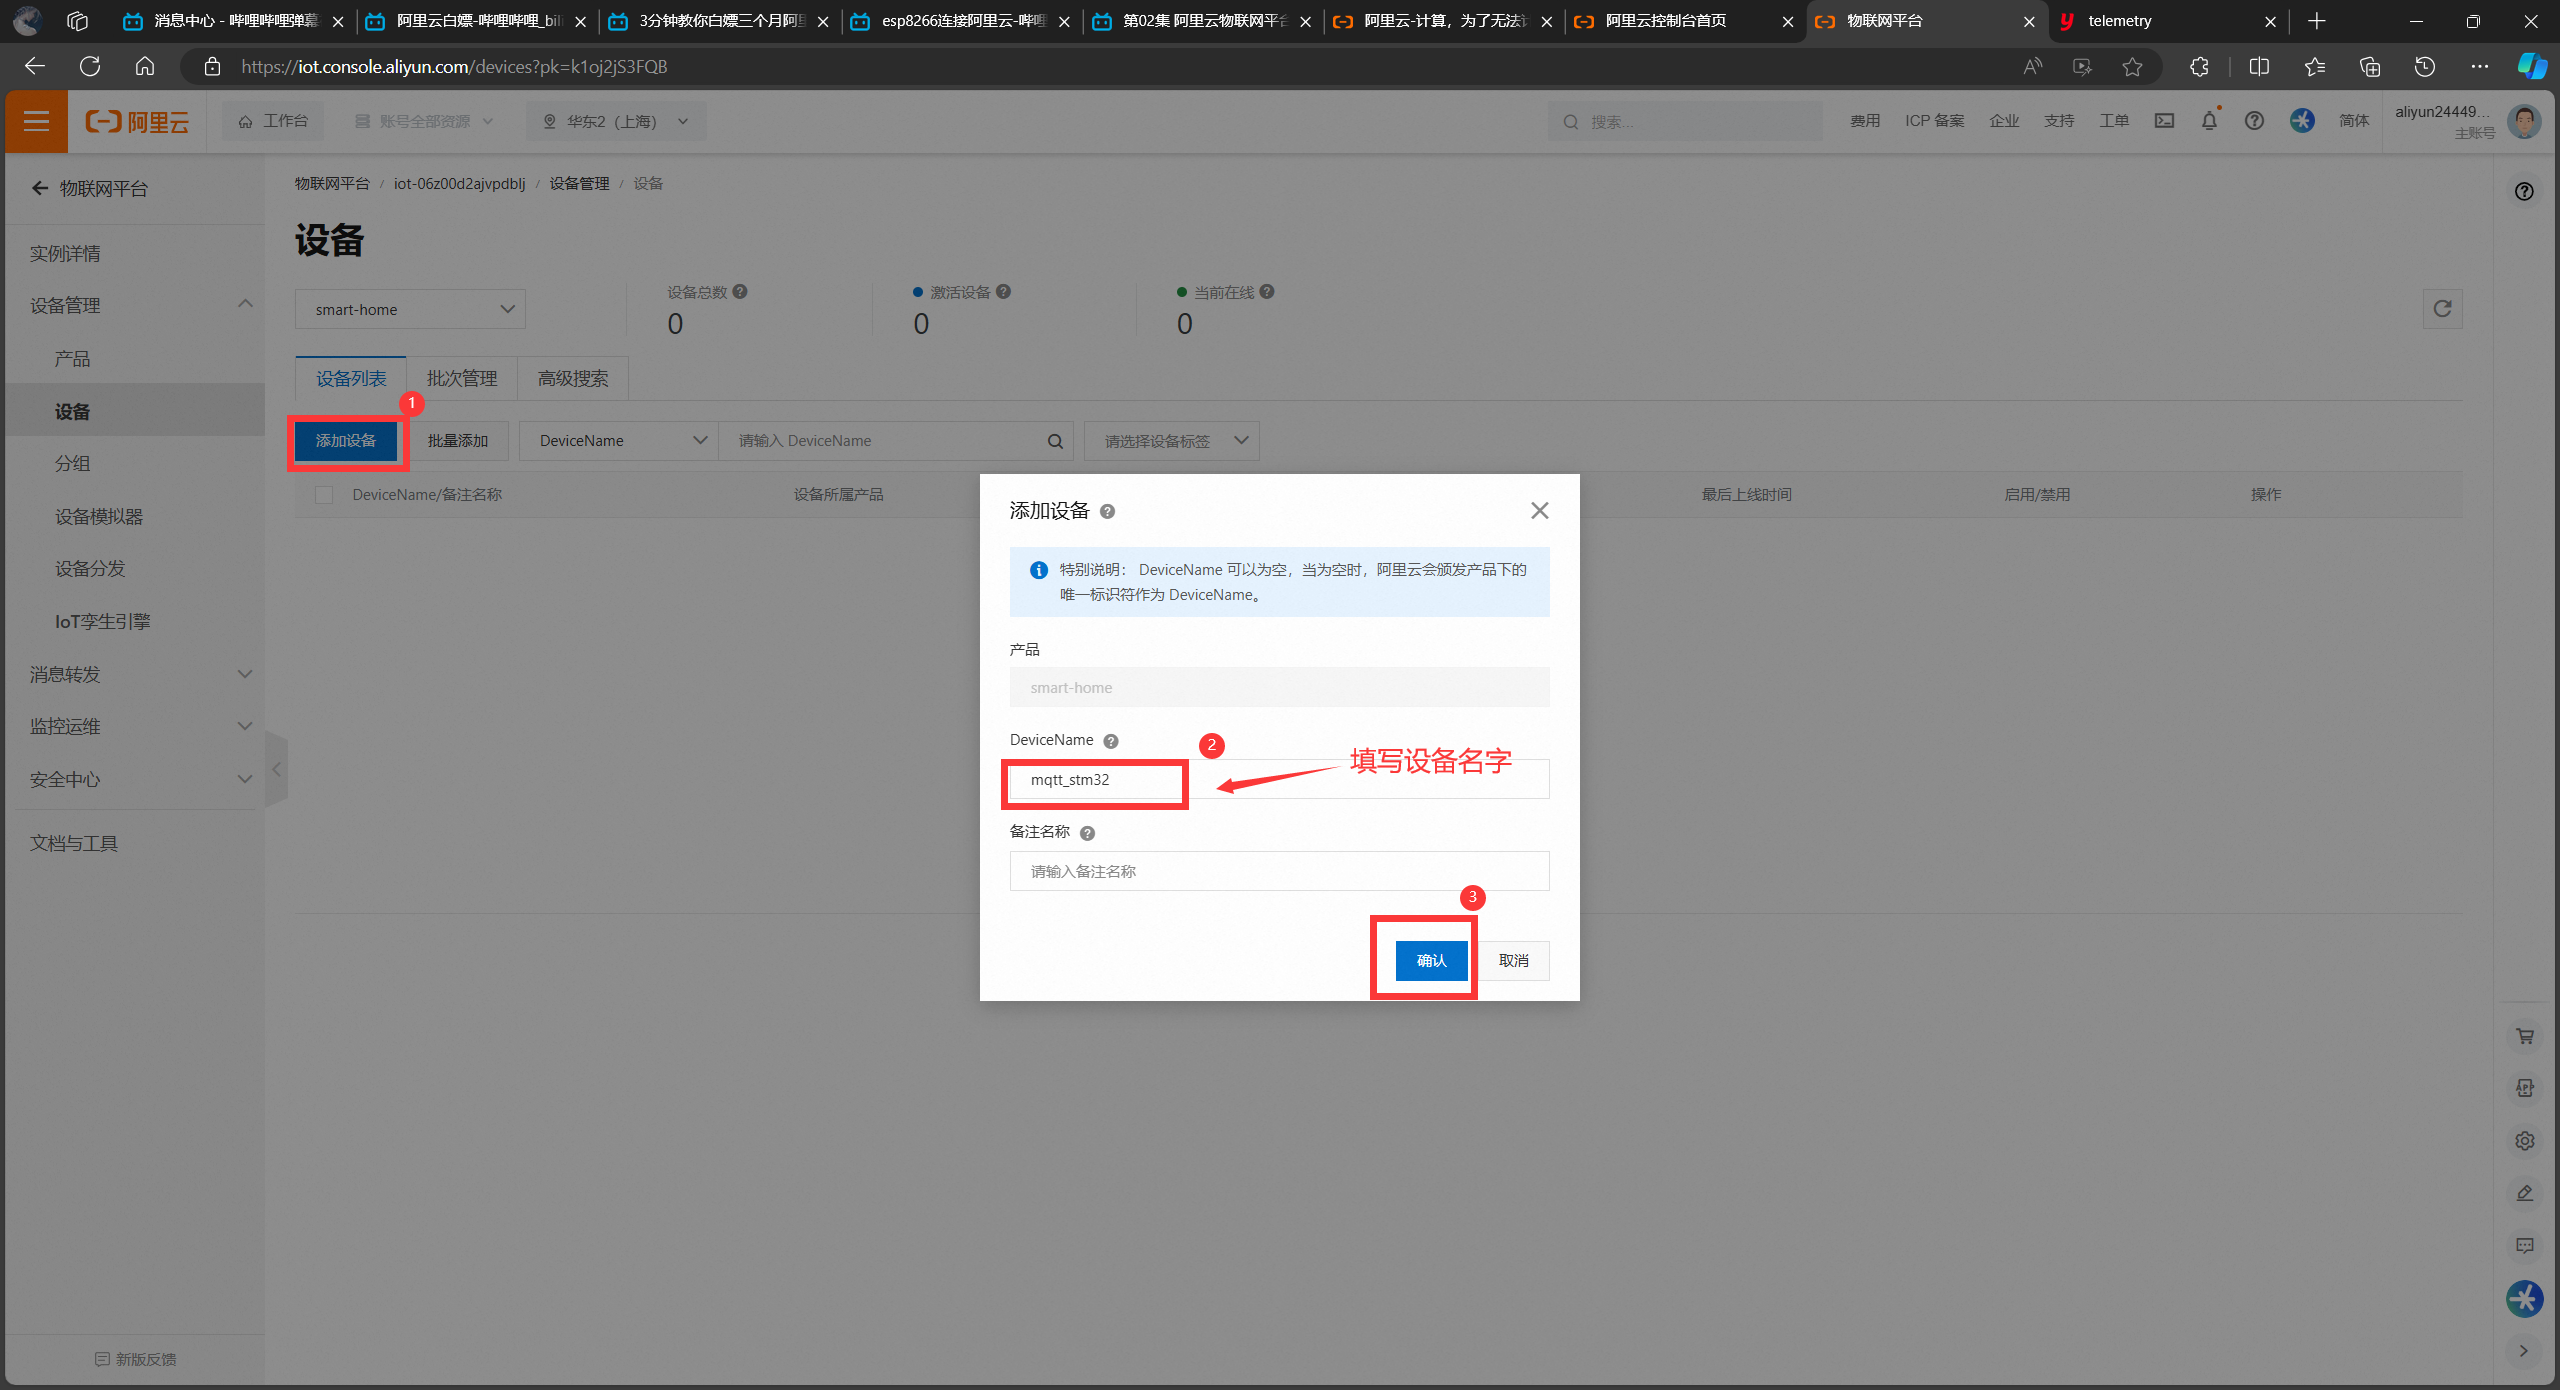 消息中心 - 哔哩哔哩弹幕
阿里云白嫖-哔哩哔哩_bili
3分钟教你白嫖三个月阿里
esp8266连接阿里云-哔哩
第02集 阿里云物联网平台
阿里云-计算，为了无法计
阿里云控制台首页
物联网平台
telemetry
https://iot.console.aliyun.com/devices?pk=k1oj2jS3FQB
阿里云
工作台
账号全部资源
华东2（上海）
搜索...
费用
ICP 备案
企业
支持
工单
简体
aliyun24449...
主账号
物联网平台
实例详情
设备管理
产品
设备
分组
设备模拟器
设备分发
IoT孪生引擎
消息转发
监控运维
安全中心
文档与工具
新版反馈
物联网平台 / iot-06z00d2ajvpdblj / 设备管理 / 设备
设备
smart-home
设备总数
0
激活设备
0
当前在线
0
设备列表
批次管理
高级搜索
1
添加设备
批量添加
DeviceName
请输入 DeviceName
请选择设备标签
DeviceName/备注名称
设备所属产品
最后上线时间
启用/禁用
操作
添加设备
特别说明： DeviceName 可以为空，当为空时，阿里云会颁发产品下的
唯一标识符作为 DeviceName。
产品
smart-home
DeviceName
2
填写设备名字
mqtt_stm32
备注名称
请输入备注名称
3
确认
取消
APP